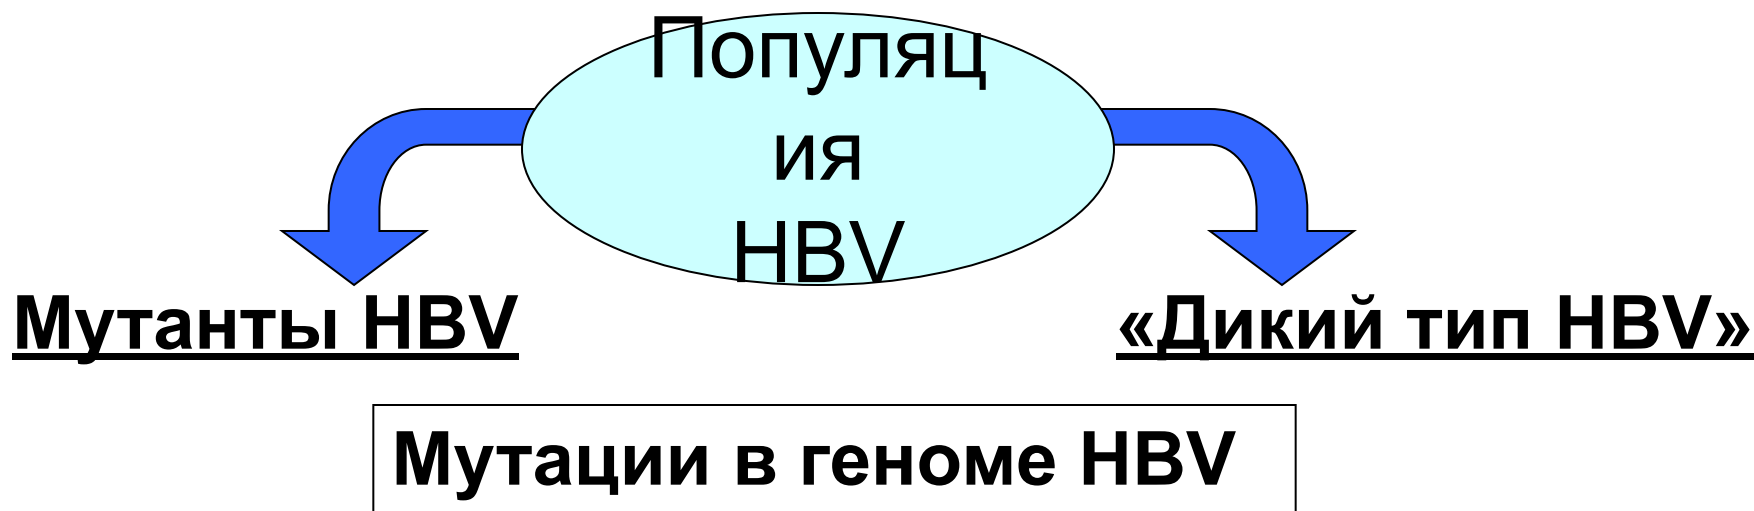 Популяц
ия
HBV
Мутанты HBV
«Дикий тип HBV»
Мутации в геноме HBV